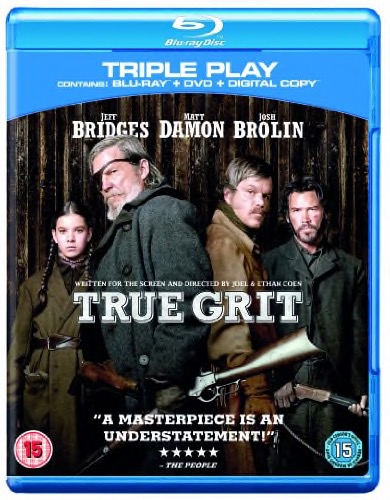 Blu-ray Disc
TRIPLE PLAY
CONTAINS: BLU-RAY + DVD + DIGITAL COPY
JEFF BRIDGES
MATT DAMON
JOSH BROLIN
WRITTEN FOR THE SCREEN AND DIRECTED BY JOEL & ETHAN COEN
TRUE GRIT
“A MASTERPIECE IS AN
UNDERSTATEMENT!”
★★★★★
– THE PEOPLE
15
15